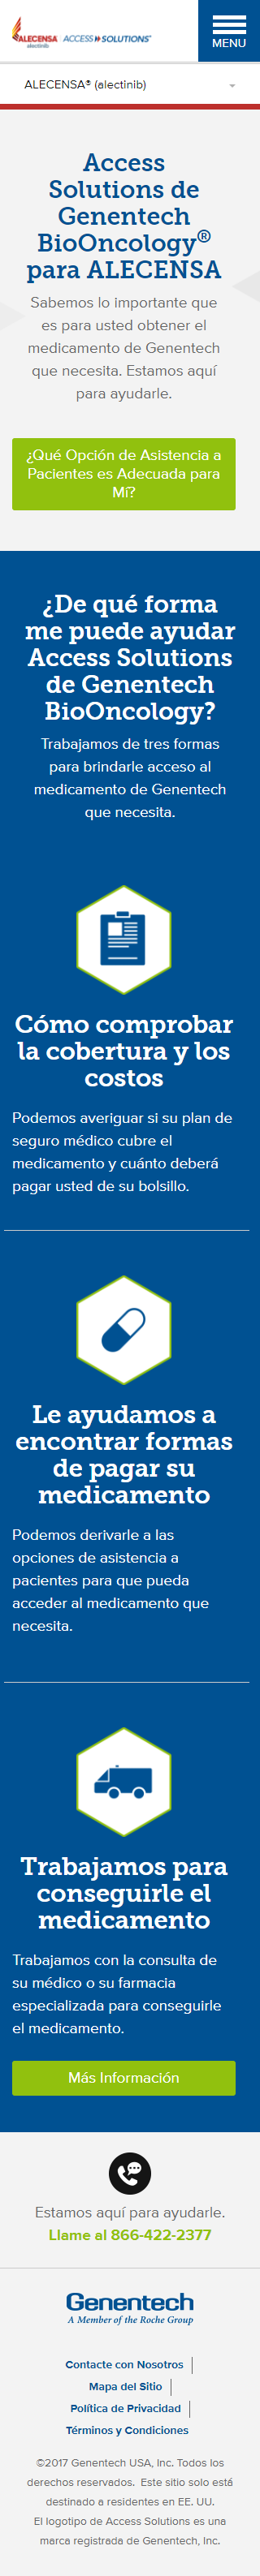 ALECENSA ACCESS SOLUTIONS
alectinib
MENU
ALECENSA® (alectinib)
Access
Solutions de
Genentech
BioOncology®
para ALECENSA
Sabemos lo importante que
es para usted obtener el
medicamento de Genentech
que necesita. Estamos aquí
para ayudarle.
¿Qué Opción de Asistencia a
Pacientes es Adecuada para
Mí?
¿De qué forma
me puede ayudar
Access Solutions
de Genentech
BioOncology?
Trabajamos de tres formas
para brindarle acceso al
medicamento de Genentech
que necesita.
Cómo comprobar
la cobertura y los
costos
Podemos averiguar si su plan de
seguro médico cubre el
medicamento y cuánto deberá
pagar usted de su bolsillo.
Le ayudamos a
encontrar formas
de pagar su
medicamento
Podemos derivarle a las
opciones de asistencia a
pacientes para que pueda
acceder al medicamento que
necesita.
Trabajamos para
conseguirle el
medicamento
Trabajamos con la consulta de
su médico o su farmacia
especializada para conseguirle
el medicamento.
Más Información
Estamos aquí para ayudarle.
Llame al 866-422-2377
Genentech
A Member of the Roche Group
Contacte con Nosotros
Mapa del Sitio
Política de Privacidad
Términos y Condiciones
©2017 Genentech USA, Inc. Todos los
derechos reservados. Este sitio solo está
destinado a residentes en EE. UU.
El logotipo de Access Solutions es una
marca registrada de Genentech, Inc.